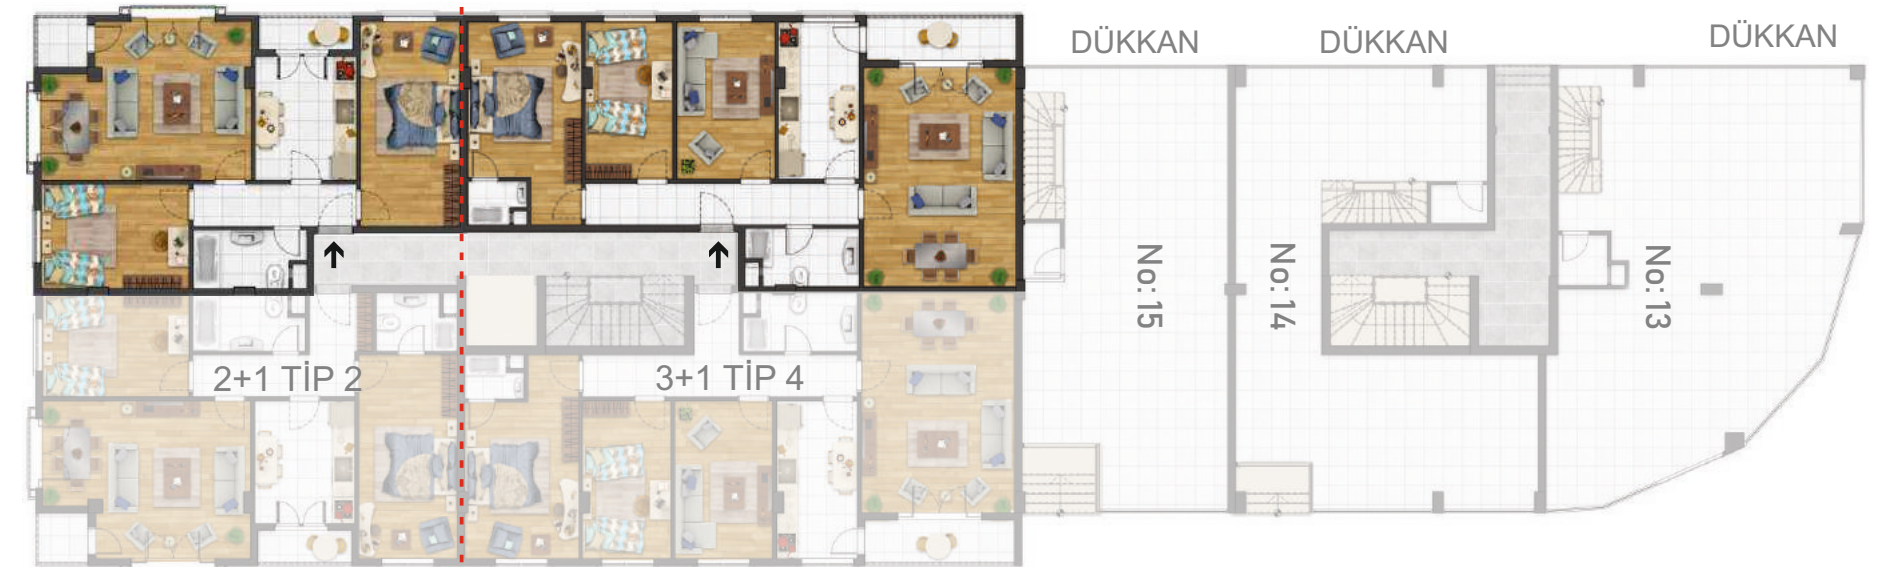 DÜKKAN
DÜKKAN
DÜKKAN
No: 15
No: 14
No: 13
2+1 TİP 2
3+1 TİP 4